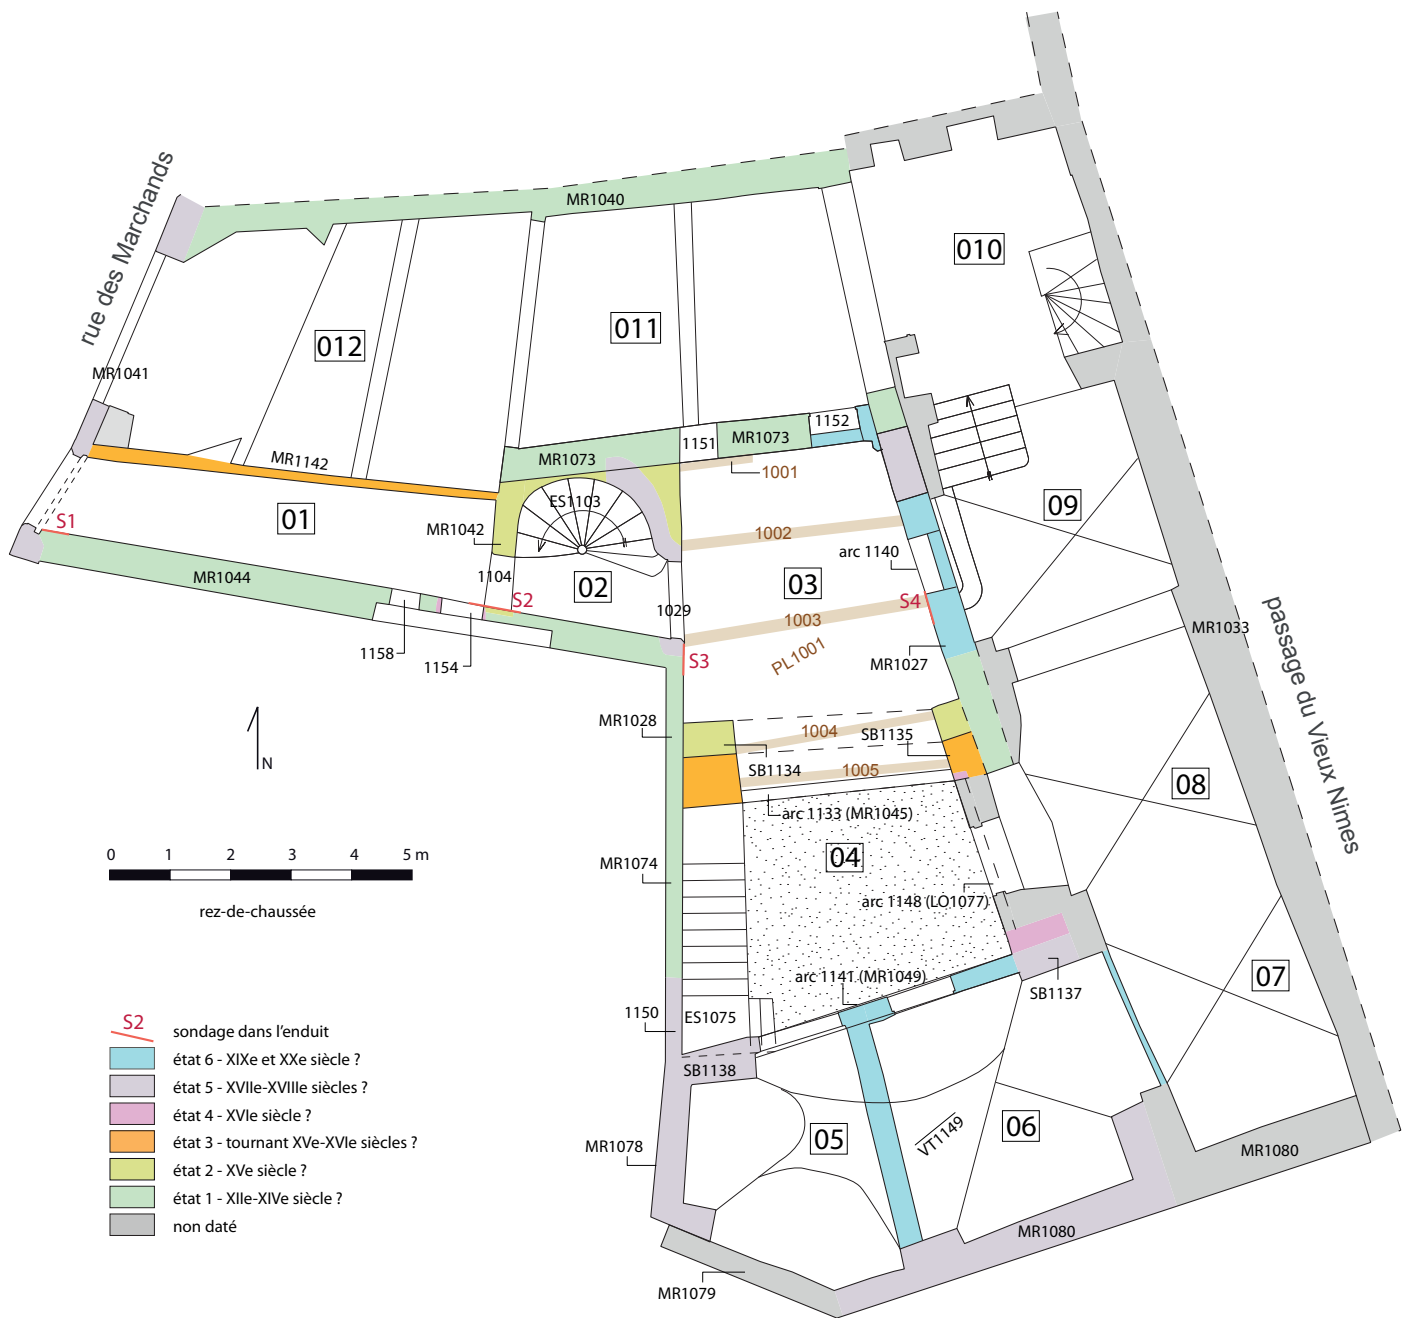 rue des Marchands
MR1040
010
012
011
MR1041
MR1142
1151
MR1073
1152
MR1073
1001
S1
01
ES1103
MR1042
1002
09
arc 1140
MR1044
1104
S2
02
03
S4
1029
1003
passage du Vieux Nimes
MR1033
1158
1154
S3
PL1001
MR1027
MR1028
1004
SB1135
N
SB1134
1005
08
arc 1133 (MR1045)
0 1 2 3 4 5 m
04
MR1074
rez-de-chaussée
arc 1148 (LO1077)
arc 1141 (MR1049)
07
SB1137
1150
ES1075
SB1138
05
VT1149
06
MR1078
MR1080
MR1080
MR1079
S2 sondage dans l'enduit
état 6 - XIXe et XXe siècle ?
état 5 - XVIIe-XVIIIe siècles ?
état 4 - XVIe siècle ?
état 3 - tournant XVe-XVIe siècles ?
état 2 - XVe siècle ?
état 1 - XIIe-XIVe siècle ?
non daté